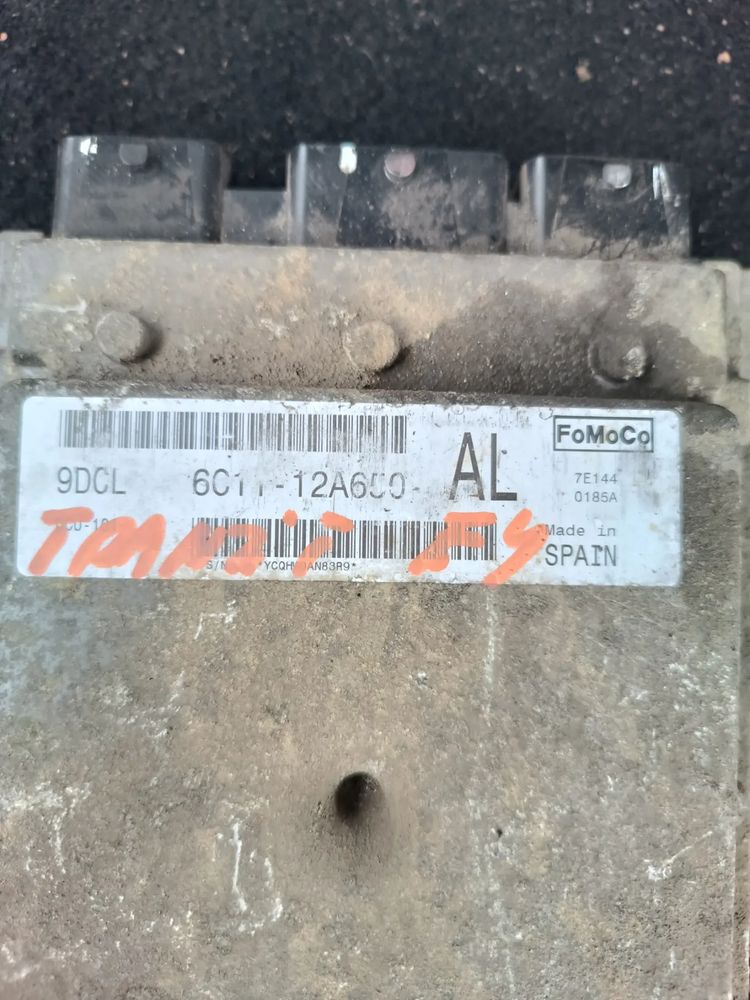 FoMoCo
9DCL 6C11-12A650- AL
7E144
0185A
Made in
SPAIN